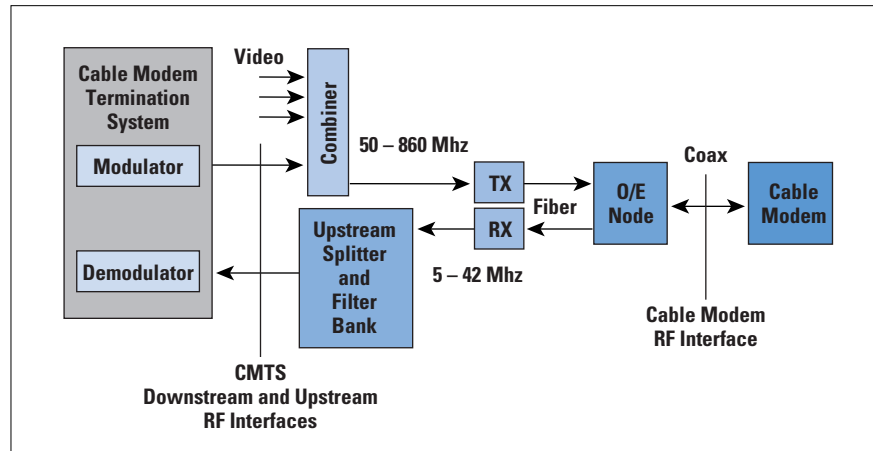 Cable Modem
Termination
System
Modulator
Demodulator
Video
Combiner
50 – 860 Mhz
TX
Fiber
RX
5 – 42 Mhz
Upstream
Splitter
and
Filter
Bank
O/E
Node
Coax
Cable
Modem
Cable Modem
RF Interface
CMTS
Downstream and Upstream
RF Interfaces